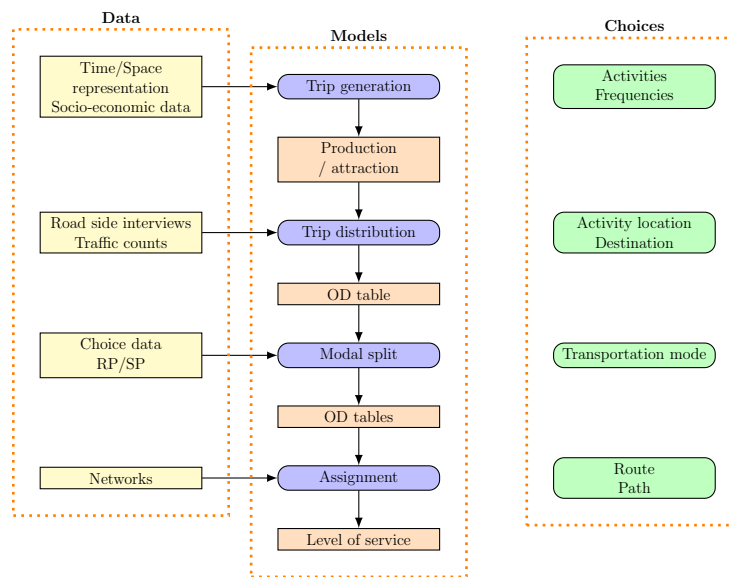 Data
Models
Choices
Time/Space
representation
Socio-economic data
Trip generation
Activities
Frequencies
Production
/ attraction
Road side interviews
Traffic counts
Trip distribution
Activity location
Destination
OD table
Choice data
RP/SP
Modal split
Transportation mode
OD tables
Networks
Assignment
Route
Path
Level of service